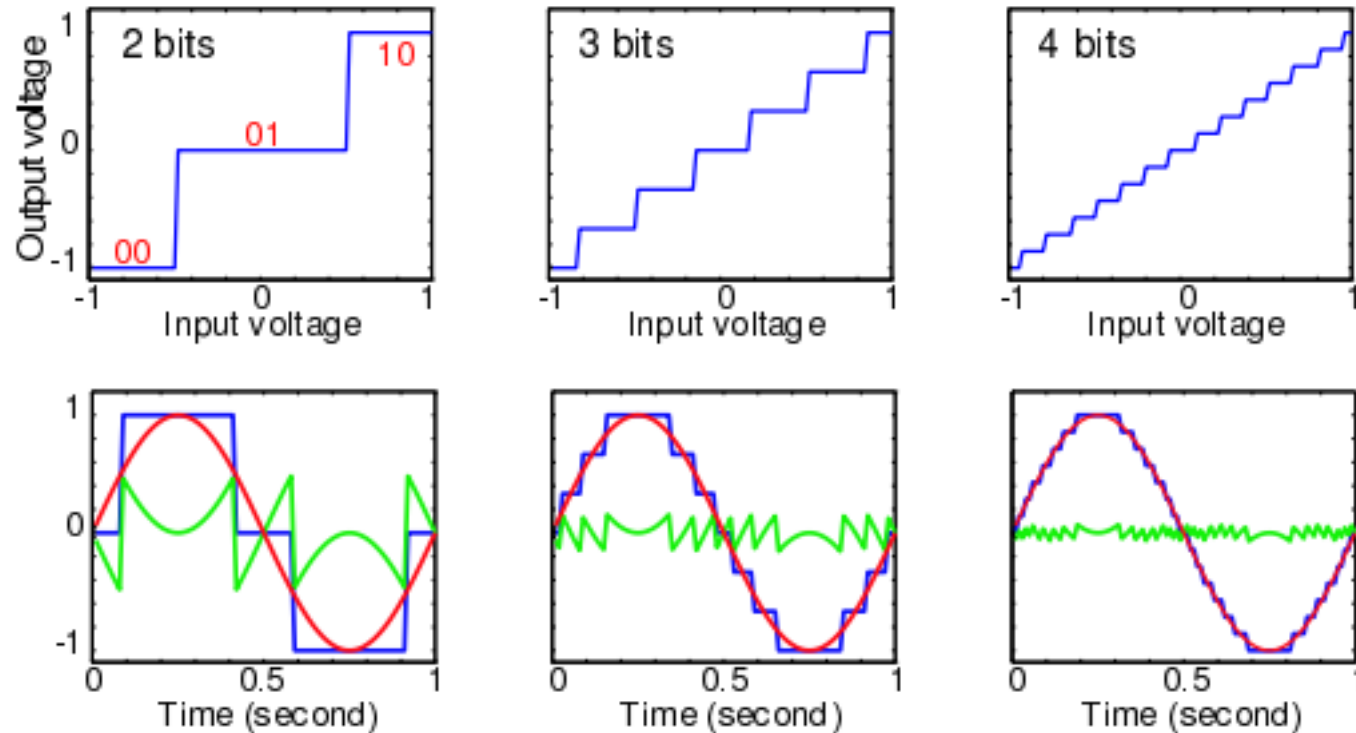 2 bits
10
01
00
1
0
-1
Output voltage
-1 0 1
Input voltage
3 bits
-1 0 1
Input voltage
4 bits
-1 0 1
Input voltage
1
0
-1
0 0.5 1
Time (second)
0 0.5 1
Time (second)
0 0.5 1
Time (second)